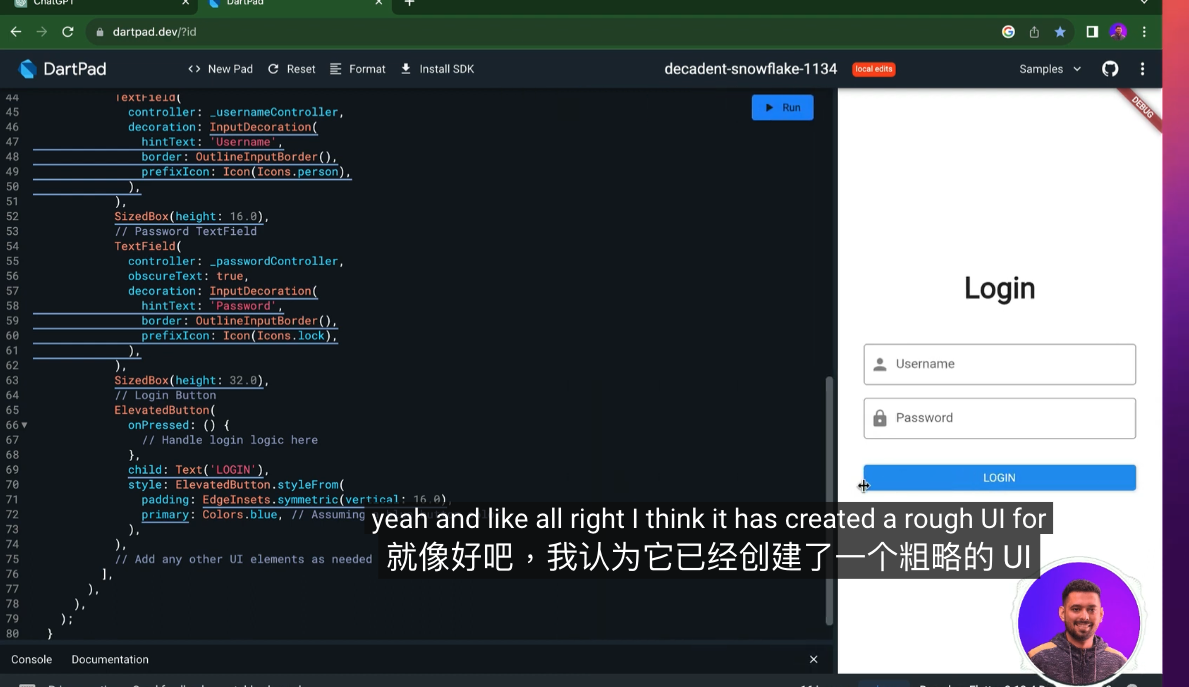 ChatGPT
DartPad
dartpad.dev/?id
DartPad
New Pad
Reset
Format
Install SDK
decadent-snowflake-1134
local edits
Samples
44 TextField(
45 controller: _usernameController,
46 decoration: InputDecoration(
47 hintText: 'Username',
48 border: OutlineInputBorder(),
49 prefixIcon: Icon(Icons.person),
50 ),
51 ),
52 SizedBox(height: 16.0),
53 // Password TextField
54 TextField(
55 controller: _passwordController,
56 obscureText: true,
57 decoration: InputDecoration(
58 hintText: 'Password',
59 border: OutlineInputBorder(),
60 prefixIcon: Icon(Icons.lock),
61 ),
62 ),
63 SizedBox(height: 32.0),
64 // Login Button
65 ElevatedButton(
66 onPressed: () {
67 // Handle login logic here
68 },
69 child: Text('LOGIN'),
70 style: ElevatedButton.styleFrom(
71 padding: EdgeInsets.symmetric(vertical: 16.0),
72 primary: Colors.blue, // Assuming
73 ),
74 ),
75 // Add any other UI elements as needed
76 ],
77 ),
78 ),
79 );
80 }
Run
DEBUG
Login
Username
Password
LOGIN
yeah and like all right I think it has created a rough UI for
就像好吧，我认为它已经创建了一个粗略的 UI
Console
Documentation